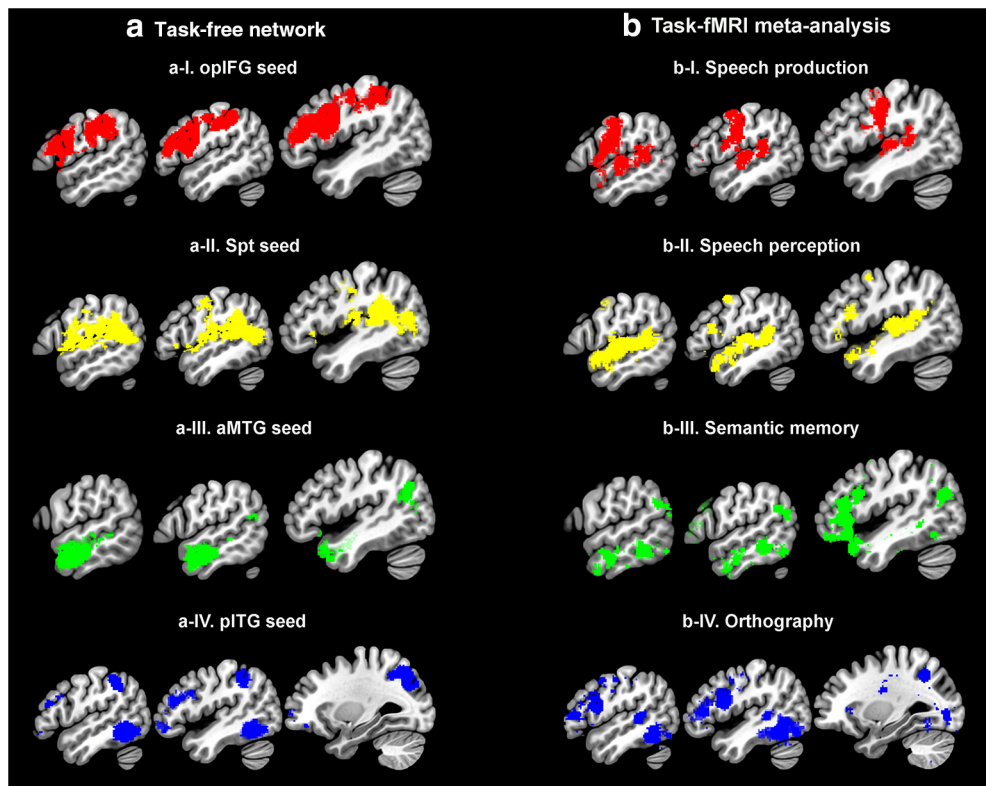 a Task-free network
b Task-fMRI meta-analysis
a-I. opIFG seed
b-I. Speech production
a-II. Spt seed
b-II. Speech perception
a-III. aMTG seed
b-III. Semantic memory
a-IV. pITG seed
b-IV. Orthography